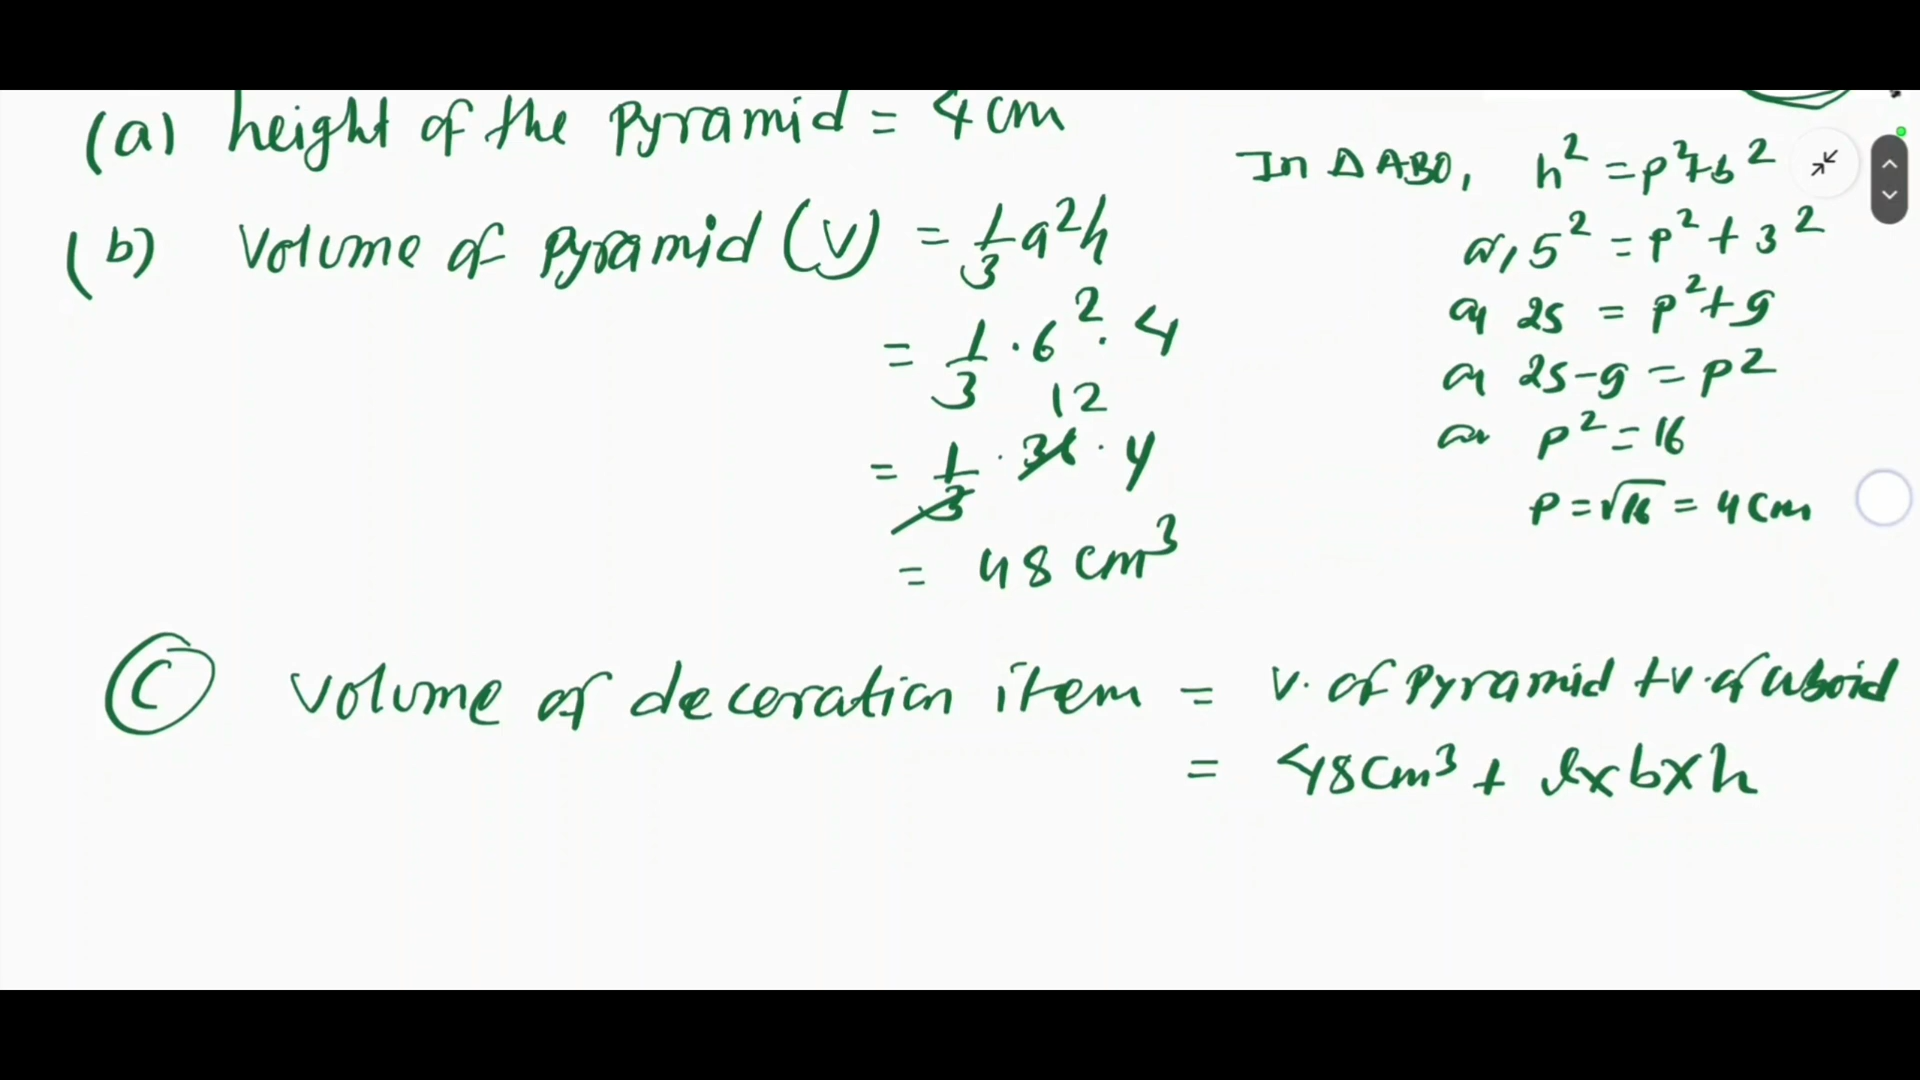 (a) height of the pyramid = 4 cm
(b) Volume of pyramid (V) = 1/3 a²h
= 1/3 · 6² · 4
12
= 1/3 · 36 · 4
= 48 cm³
In Δ ABO, h² = p²+b²
or, 5² = p² + 3²
or 25 = p² + 9
or 25-9 = p²
or p² = 16
p = √16 = 4 cm
(C) Volume of deceration item = V. of pyramid + V. of cuboid
= 48 cm³ + l x b x h